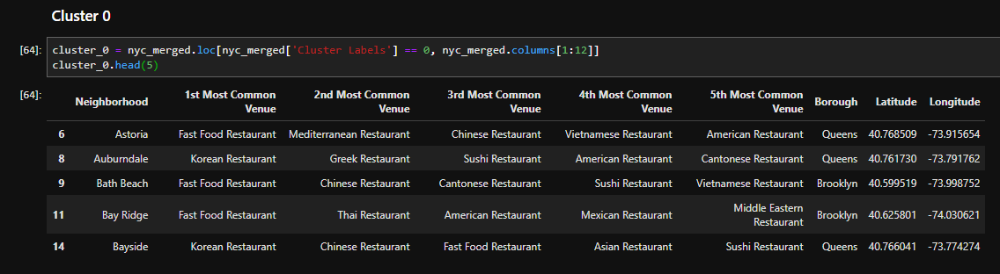 Cluster 0
[64]: cluster_0 = nyc_merged.loc[nyc_merged['Cluster Labels'] == 0, nyc_merged.columns[1:12]]
cluster_0.head(5)
[64]: Neighborhood 1st Most Common Venue 2nd Most Common Venue 3rd Most Common Venue 4th Most Common Venue 5th Most Common Venue Borough Latitude Longitude
6 Astoria Fast Food Restaurant Mediterranean Restaurant Chinese Restaurant Vietnamese Restaurant American Restaurant Queens 40.768509 -73.915654
8 Auburndale Korean Restaurant Greek Restaurant Sushi Restaurant American Restaurant Cantonese Restaurant Queens 40.761730 -73.791762
9 Bath Beach Fast Food Restaurant Chinese Restaurant Cantonese Restaurant Sushi Restaurant Vietnamese Restaurant Brooklyn 40.599519 -73.998752
11 Bay Ridge Fast Food Restaurant Thai Restaurant American Restaurant Mexican Restaurant Middle Eastern Restaurant Brooklyn 40.625801 -74.030621
14 Bayside Korean Restaurant Chinese Restaurant Fast Food Restaurant Asian Restaurant Sushi Restaurant Queens 40.766041 -73.774274